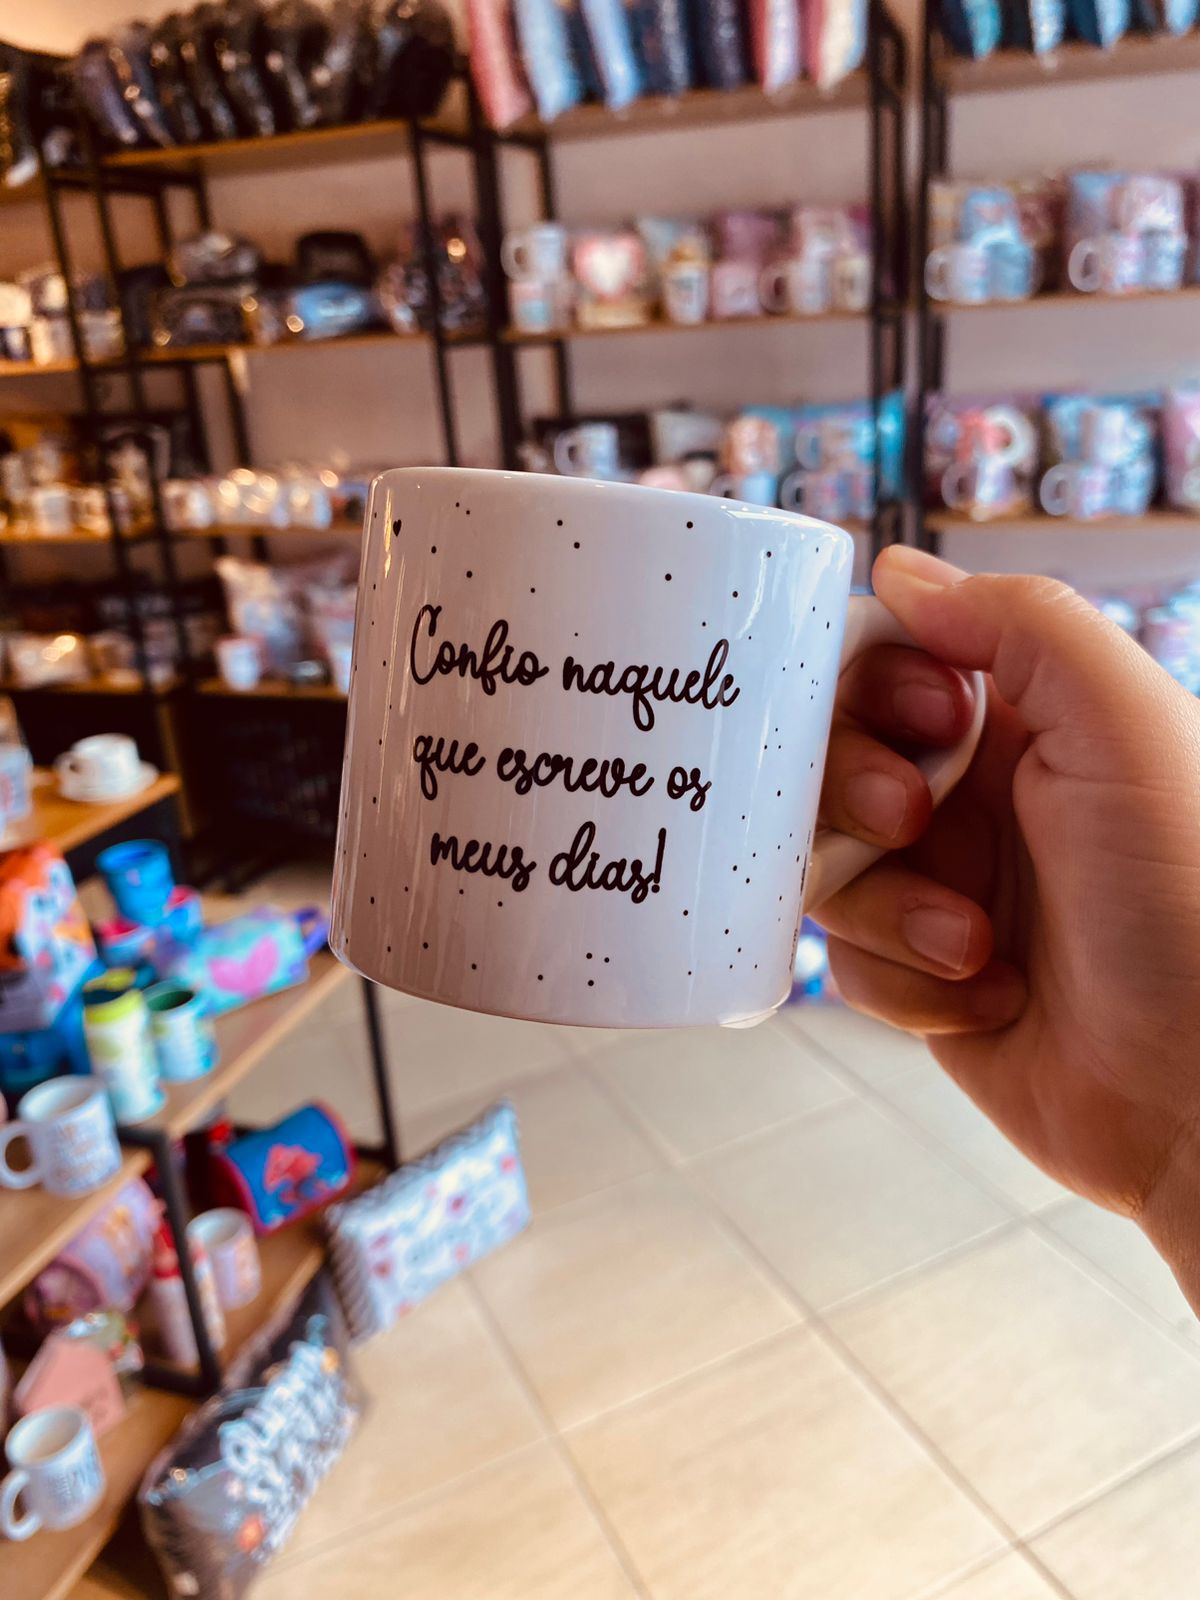 Confio naquele
que escreve os
meus dias!